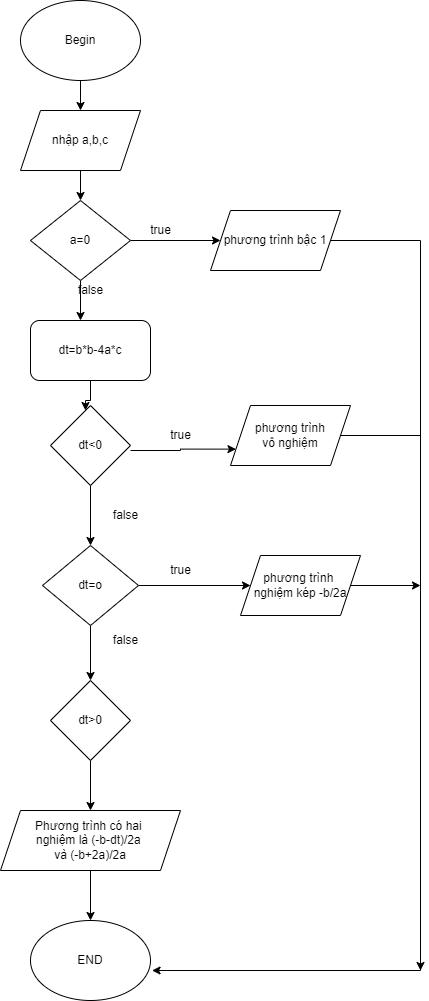 Begin
nhập a,b,c
a=0
true
phương trình bậc 1
false
dt=b*b-4a*c
dt<0
true
phương trình
vô nghiệm
false
dt=o
true
phương trình
nghiệm kép -b/2a
false
dt>0
Phương trình có hai
nghiệm là (-b-dt)/2a
và (-b+2a)/2a
END